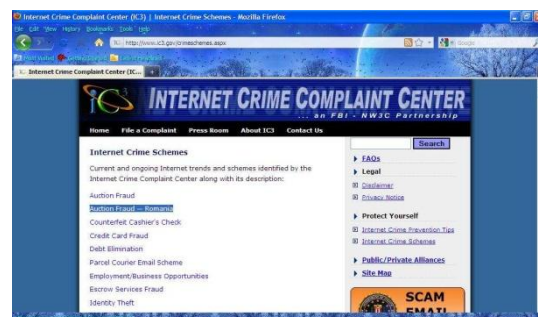 Internet Crime Complaint Center (IC3) | Internet Crime Schemes - Mozilla Firefox
File Edit View History Bookmarks Tools Help
http://www.ic3.gov/crimeschemes.aspx
Internet Crime Complaint Center (IC...
IC3 INTERNET CRIME COMPLAINT CENTER
... an FBI - NW3C Partnership
Home File a Complaint Press Room About IC3 Contact Us
Internet Crime Schemes
Current and ongoing Internet trends and schemes identified by the
Internet Crime Complaint Center along with its description:
Auction Fraud
Auction Fraud — Romania
Counterfeit Cashier's Check
Credit Card Fraud
Debt Elimination
Parcel Courier Email Scheme
Employment/Business Opportunities
Escrow Services Fraud
Identity Theft
Search
FAQs
Legal
Disclaimer
Privacy Notice
Protect Yourself
Internet Crime Prevention Tips
Internet Crime Schemes
Public/Private Alliances
Site Map
SCAM
EMAIL